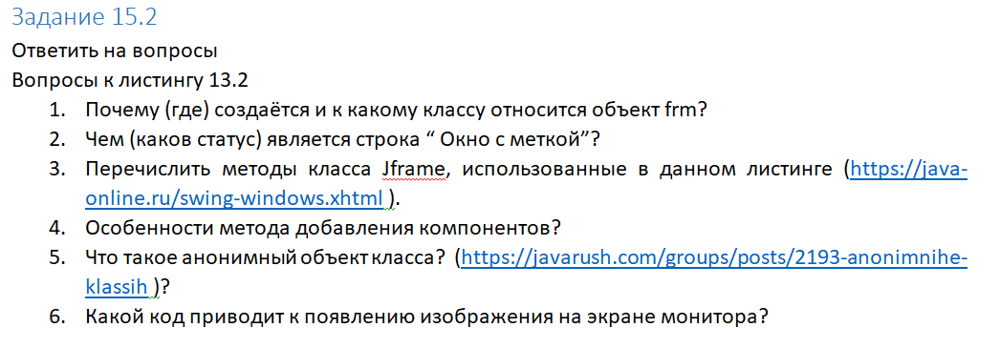 Задание 15.2
Ответить на вопросы
Вопросы к листингу 13.2
1. Почему (где) создаётся и к какому классу относится объект frm?
2. Чем (каков статус) является строка “ Окно с меткой”?
3. Перечислить методы класса Jframe, использованные в данном листинге (https://java-
online.ru/swing-windows.xhtml ).
4. Особенности метода добавления компонентов?
5. Что такое анонимный объект класса? (https://javarush.com/groups/posts/2193-anonimnihe-
klassih )?
6. Какой код приводит к появлению изображения на экране монитора?